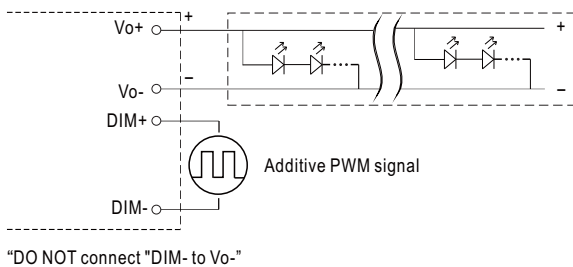 Vo+
+
+
–
Vo-
–
DIM+
Additive PWM signal
DIM-
“DO NOT connect "DIM- to Vo-”